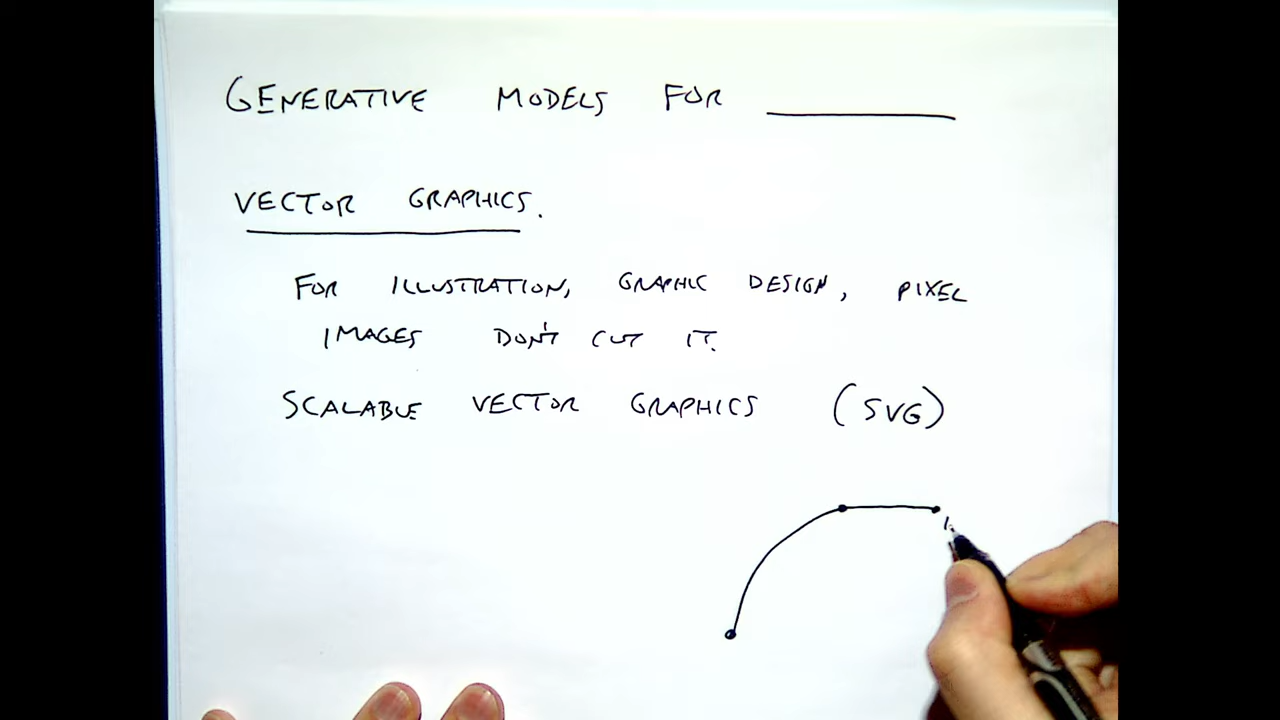 GENERATIVE MODELS FOR ________
VECTOR GRAPHICS.
FOR ILLUSTRATION, GRAPHIC DESIGN, PIXEL
IMAGES DON'T CUT IT.
SCALABLE VECTOR GRAPHICS (SVG)